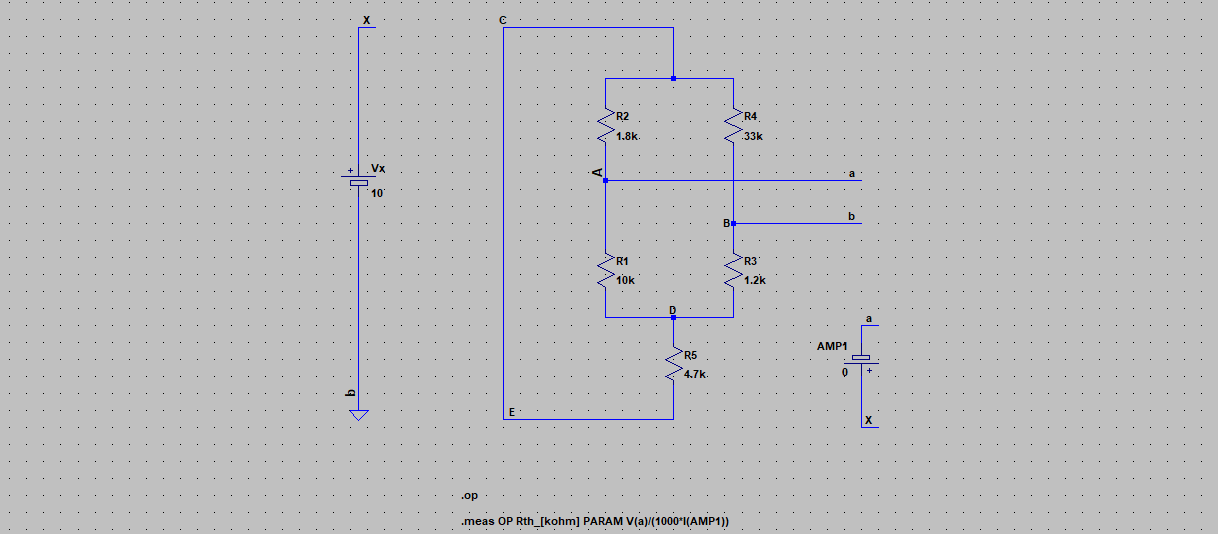 X
C
R2
1.8k
R4
33k
A
a
Vx
10
B
b
R1
10k
R3
1.2k
D
a
AMP1
0
R5
4.7k
b
E
X
.op
.meas OP Rth_[kohm] PARAM V(a)/(1000*I(AMP1))